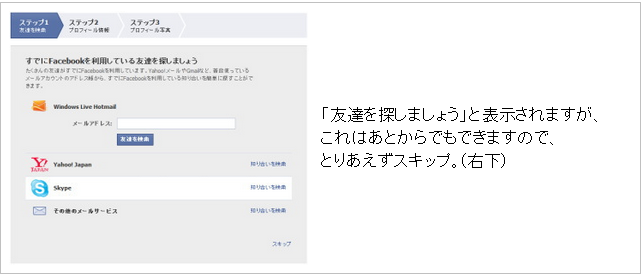 ステップ1
友達を検索
ステップ2
プロフィール情報
ステップ3
プロフィール写真
すでにFacebookを利用している友達を探しましょう
たくさんの友達がすでにFacebookを利用しています。Yahoo!メールやGmailなど、普段使っている
メールアカウントのアドレス帳から、すでにFacebookを利用している知り合いを簡単に探すことがで
きます。
Windows Live Hotmail
メールアドレス:
友達を検索
YAHOO! JAPAN
Yahoo! Japan
知り合いを検索
Skype
知り合いを検索
その他のメールサービス
知り合いを検索
スキップ
「友達を探しましょう」と表示されますが、
これはあとからでもできますので、
とりあえずスキップ。(右下)